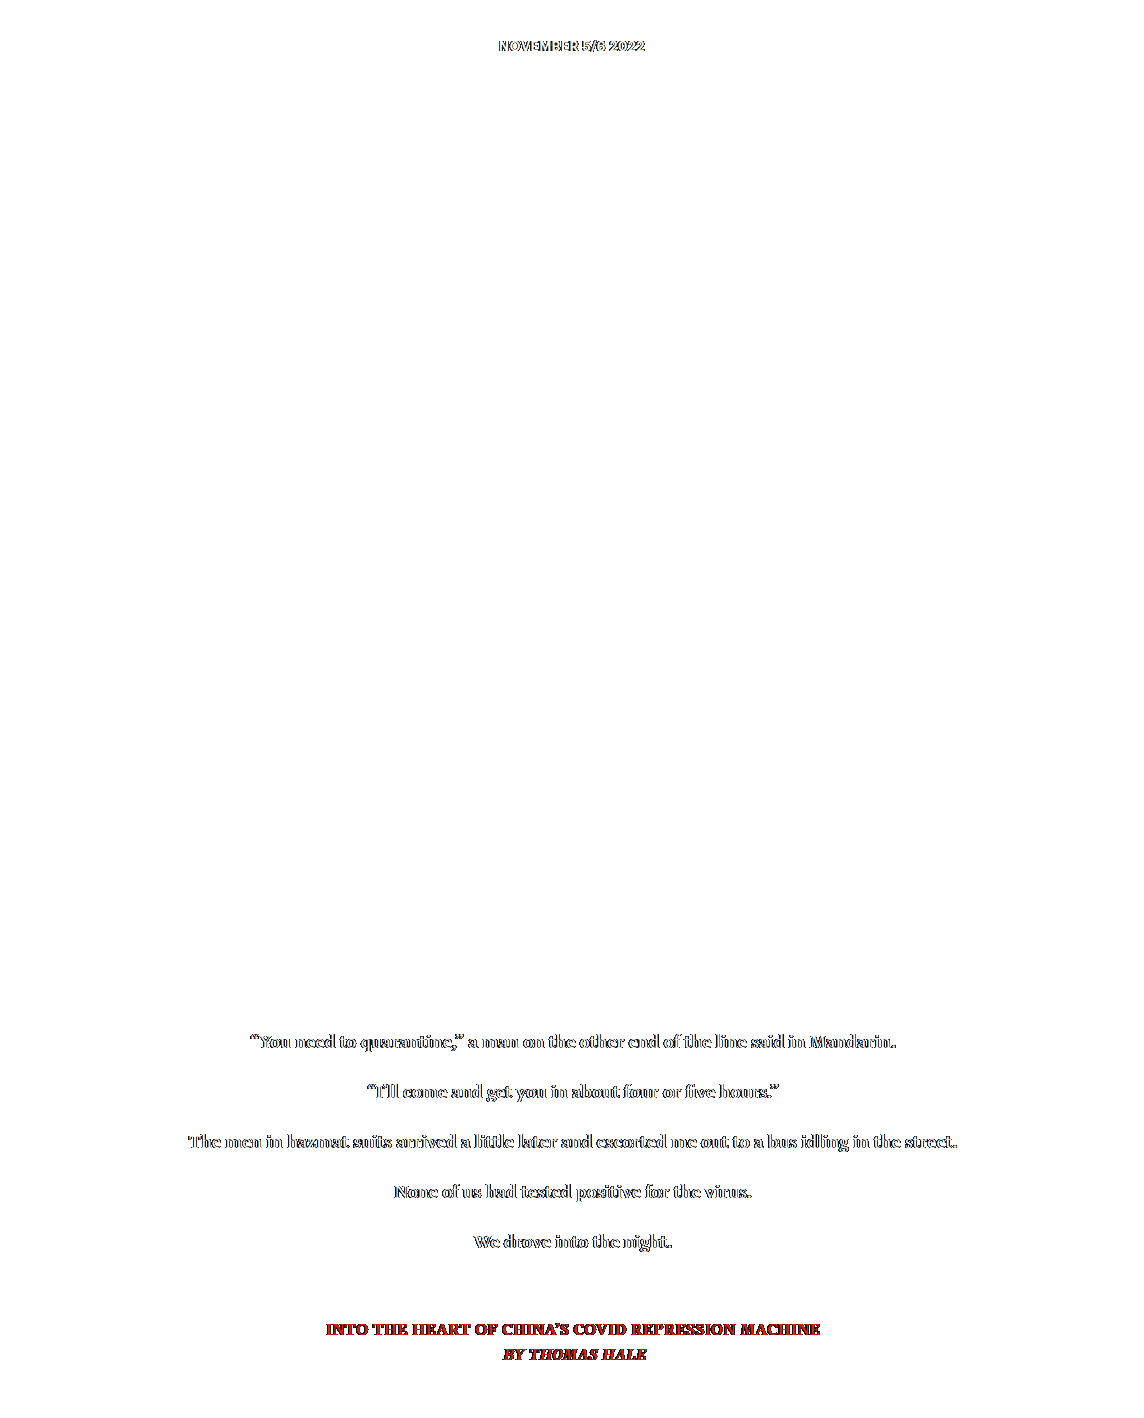 NOVEMBER 5/6 2022
“You need to quarantine,” a man on the other end of the line said in Mandarin.
“I’ll come and get you in about four or five hours.”
The men in hazmat suits arrived a little later and escorted me out to a bus idling in the street.
None of us had tested positive for the virus.
We drove into the night.
INTO THE HEART OF CHINA’S COVID REPRESSION MACHINE
BY THOMAS HALE